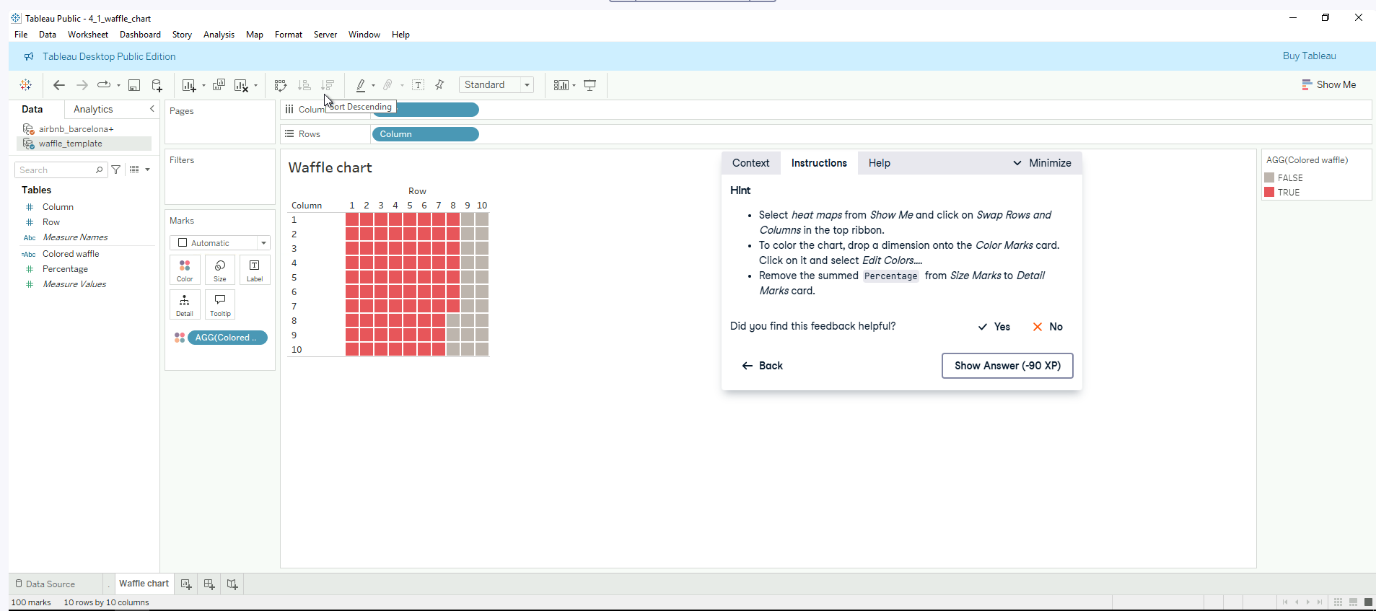 Tableau Public - 4_1_waffle_chart
File Data Worksheet Dashboard Story Analysis Map Format Server Window Help
Tableau Desktop Public Edition
Buy Tableau
Standard
Show Me
Data
Analytics
airbnb_barcelona+
waffle_template
Search
Tables
Column
Row
Abc Measure Names
Abc Colored waffle
Percentage
Measure Values
Pages
Filters
Marks
Automatic
Color
Size
Label
Detail
Tooltip
AGG(Colored ...
Colum
Sort Descending
Rows
Column
Waffle chart
Row
Column 1 2 3 4 5 6 7 8 9 10
1
2
3
4
5
6
7
8
9
10
Context Instructions Help Minimize
Hint
• Select heat maps from Show Me and click on Swap Rows and
Columns in the top ribbon.
• To color the chart, drop a dimension onto the Color Marks card.
Click on it and select Edit Colors....
• Remove the summed Percentage from Size Marks to Detail
Marks card.
Did you find this feedback helpful?
Yes
No
Back
Show Answer (-90 XP)
AGG(Colored waffle)
FALSE
TRUE
Data Source
Waffle chart
100 marks 10 rows by 10 columns